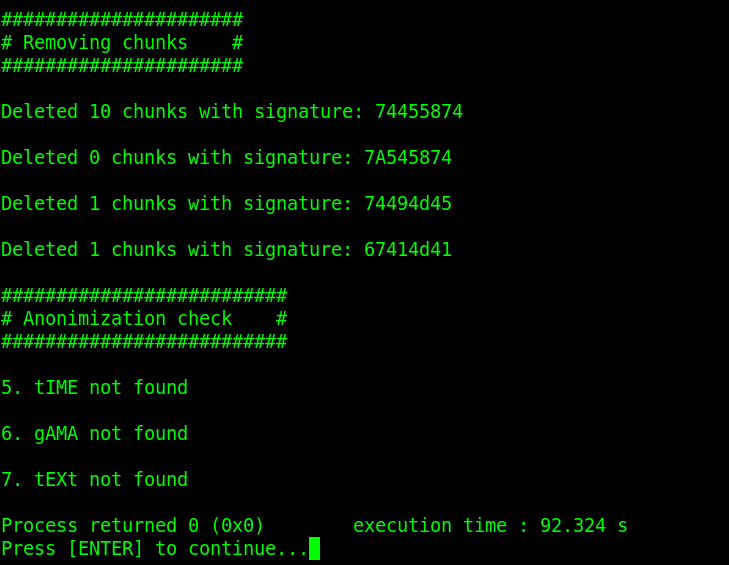 ######################
# Removing chunks    #
######################
Deleted 10 chunks with signature: 74455874
Deleted 0 chunks with signature: 7A545874
Deleted 1 chunks with signature: 74494d45
Deleted 1 chunks with signature: 67414d41
##########################
# Anonimization check    #
##########################
5. tIME not found
6. gAMA not found
7. tEXt not found
Process returned 0 (0x0)        execution time : 92.324 s
Press [ENTER] to continue...